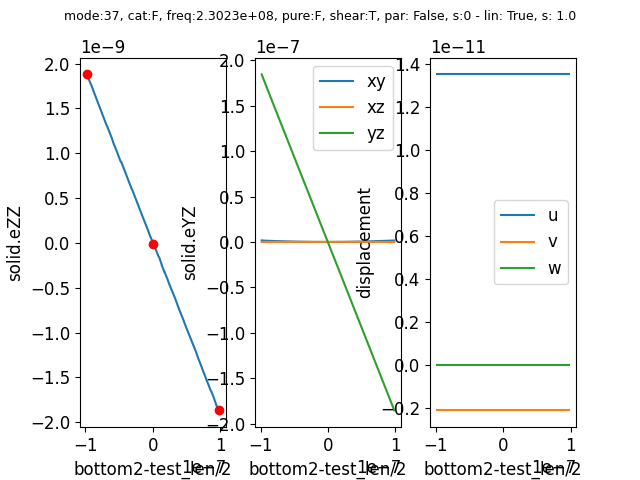 mode:37, cat:F, freq:2.3023e+08, pure:F, shear:T, par: False, s:0 - lin: True, s: 1.0
1e−9
2.0
1.5
1.0
0.5
0.0
−0.5
−1.0
−1.5
−2.0
solid.eZZ
−1
0
1
1e−7
bottom2-test_len/2
1e−7
2.0
1.5
1.0
0.5
0.0
−0.5
−1.0
−1.5
−2.0
solid.eYZ
xy
xz
yz
−1
0
1
1e−7
bottom2-test_len/2
1e−11
1.4
1.2
1.0
0.8
0.6
0.4
0.2
0.0
−0.2
displacement
u
v
w
−1
0
1
1e−7
bottom2-test_len/2